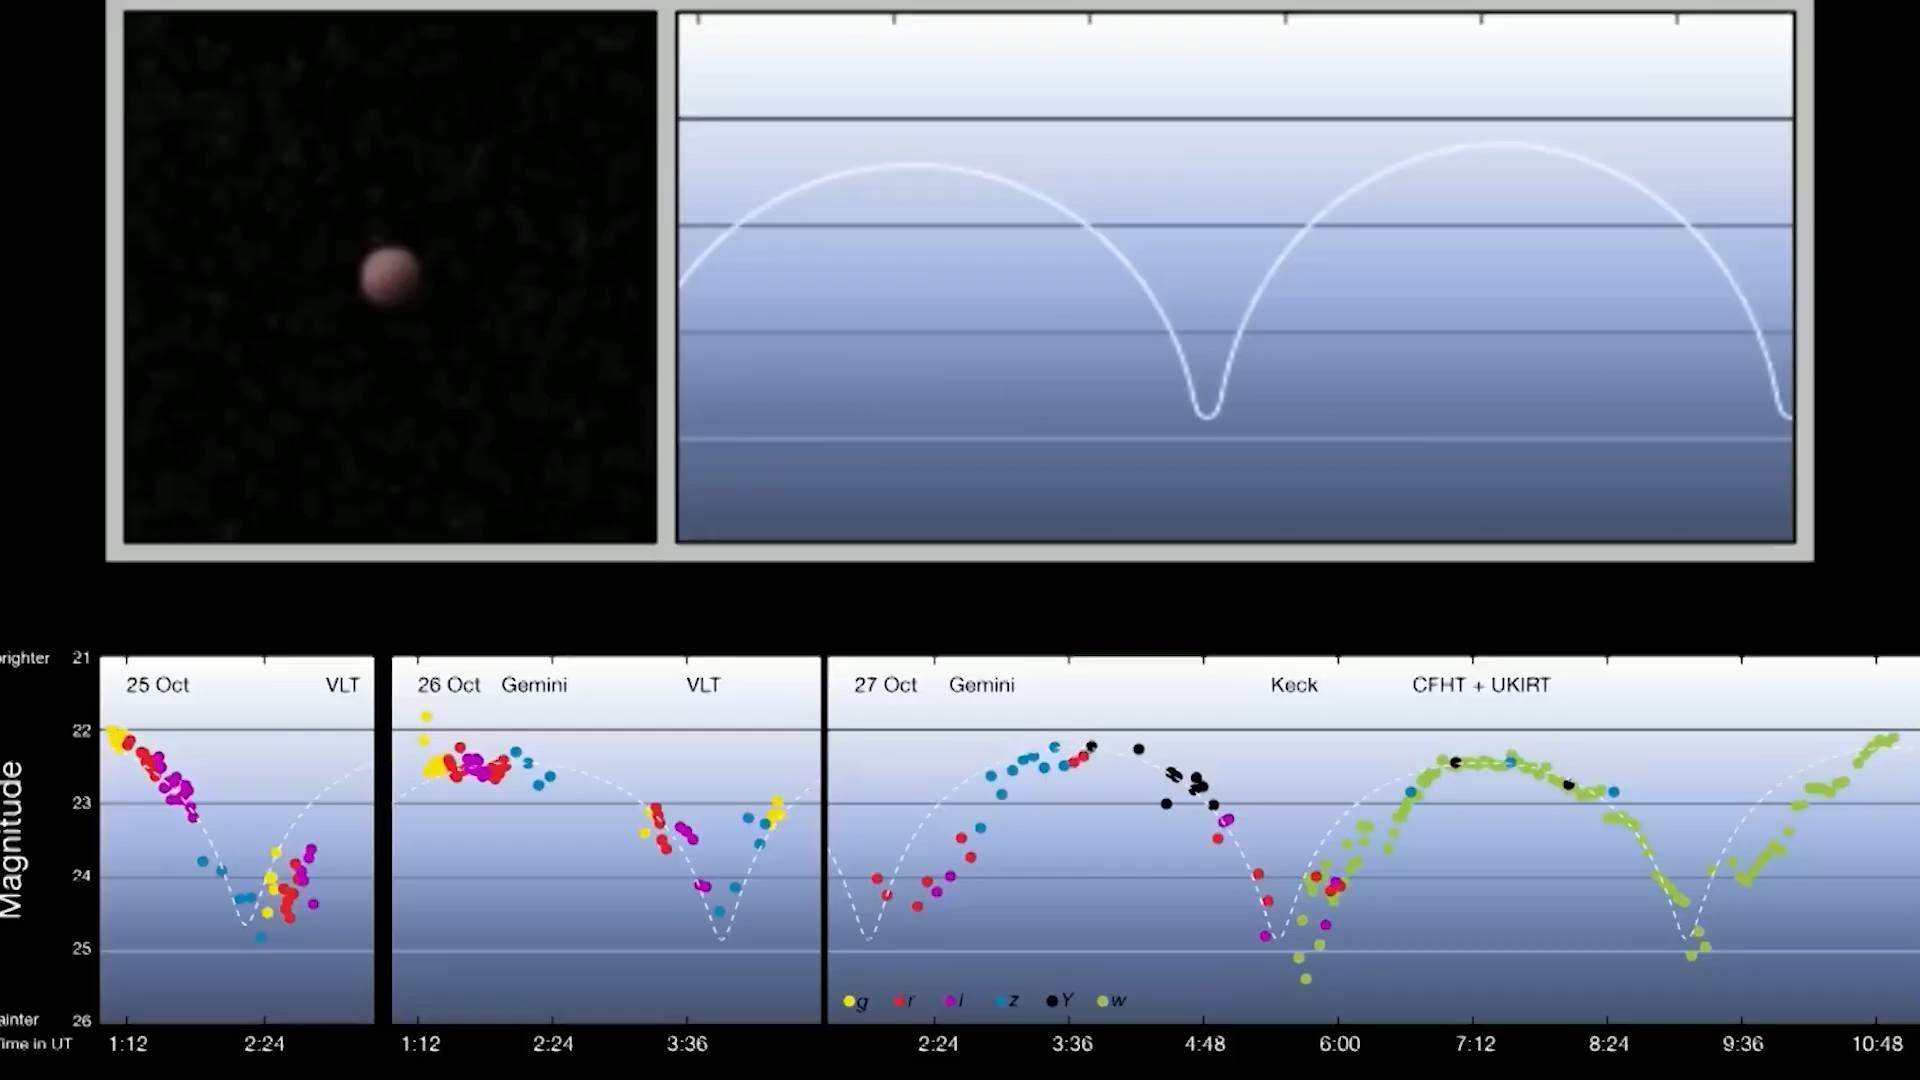 righter 21
25 Oct VLT 26 Oct Gemini VLT 27 Oct Gemini Keck CFHT + UKIRT
22
23
Magnitude
24
25
g r i z Y w
ainter 26
Time in UT 1:12 2:24 1:12 2:24 3:36 2:24 3:36 4:48 6:00 7:12 8:24 9:36 10:48